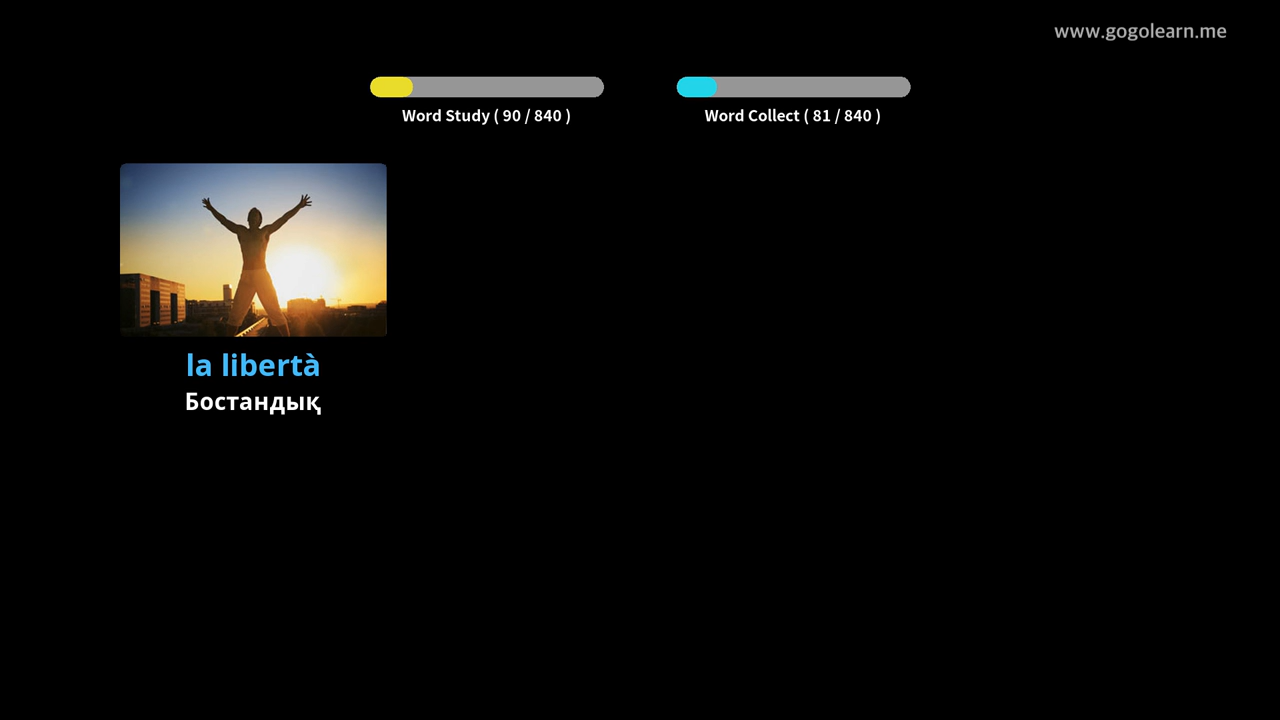 www.gogolearn.me
Word Study ( 90 / 840 )
Word Collect ( 81 / 840 )
la libertà
Бостандық